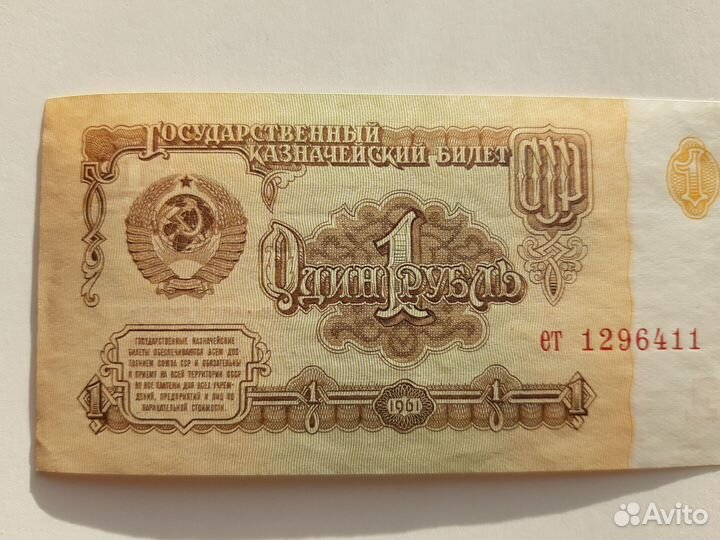 Государственный
казначейский билет
СССР
1
Один 1 рубль
ет 1296411
Государственные казначейские
билеты обеспечиваются всем дос-
тоянием Союза ССР и обязательны
к приему на всей территории СССР
во все платежи для всех учреж-
дений, предприятий и лиц по
нарицательной стоимости.
1 1 1961 1 1
Avito